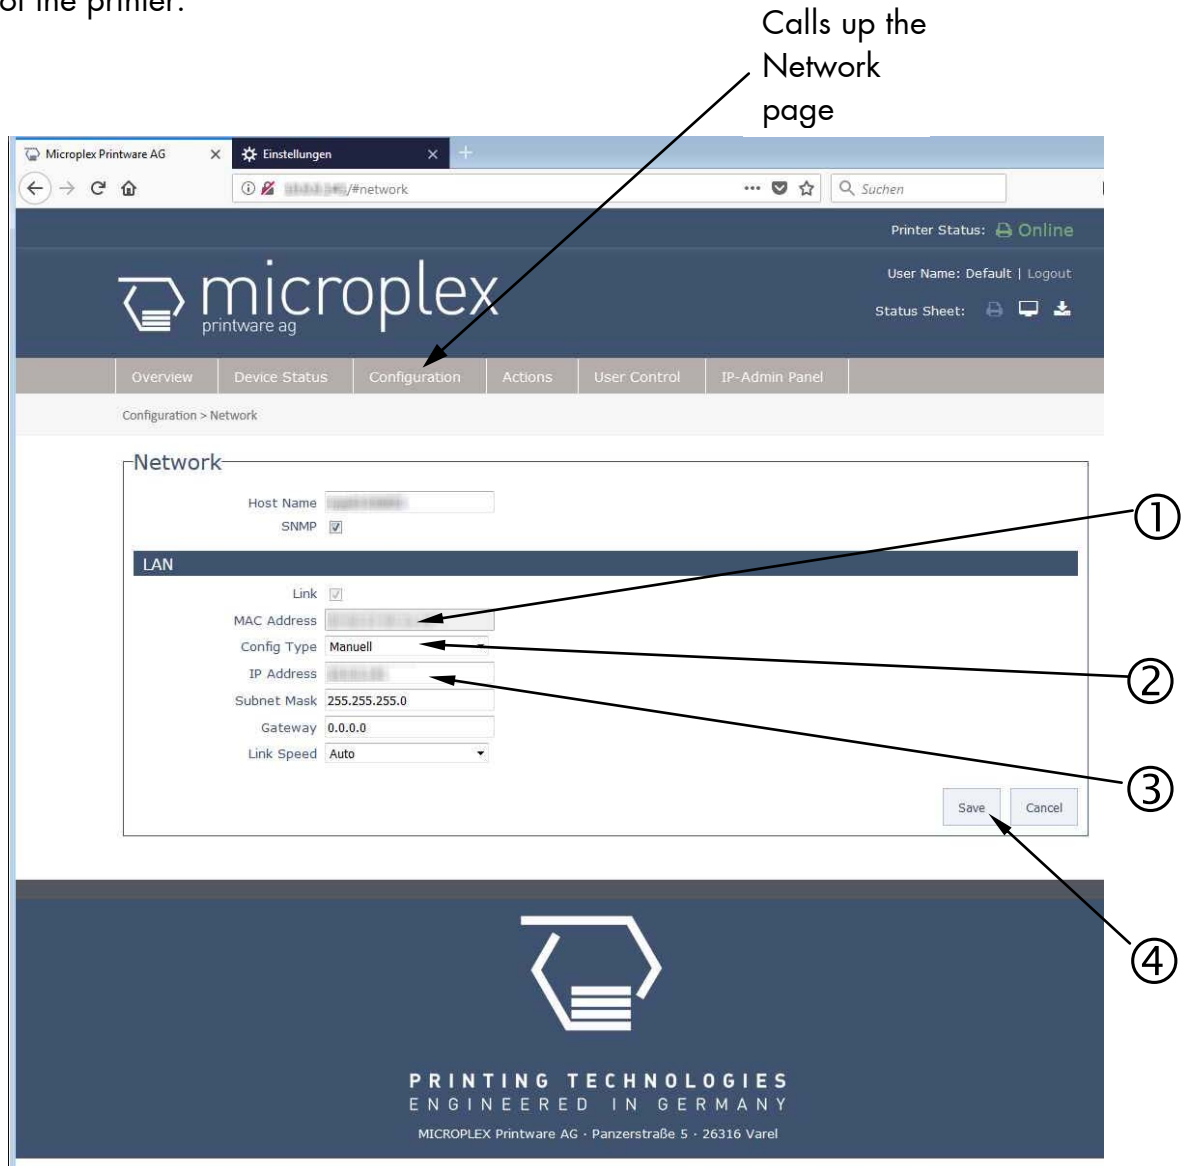 of the printer.
Calls up the
Network
page
Microplex Printware AG
Einstellungen
/#network
Suchen
Printer Status: Online
User Name: Default | Logout
Status Sheet:
microplex
printware ag
Overview Device Status Configuration Actions User Control IP-Admin Panel
Configuration > Network
Network
Host Name
SNMP
①
LAN
Link
MAC Address
Config Type Manuell
②
IP Address
Subnet Mask 255.255.255.0
Gateway 0.0.0.0
Link Speed Auto
③
Save Cancel
④
PRINTING TECHNOLOGIES
ENGINEERED IN GERMANY
MICROPLEX Printware AG · Panzerstraße 5 · 26316 Varel